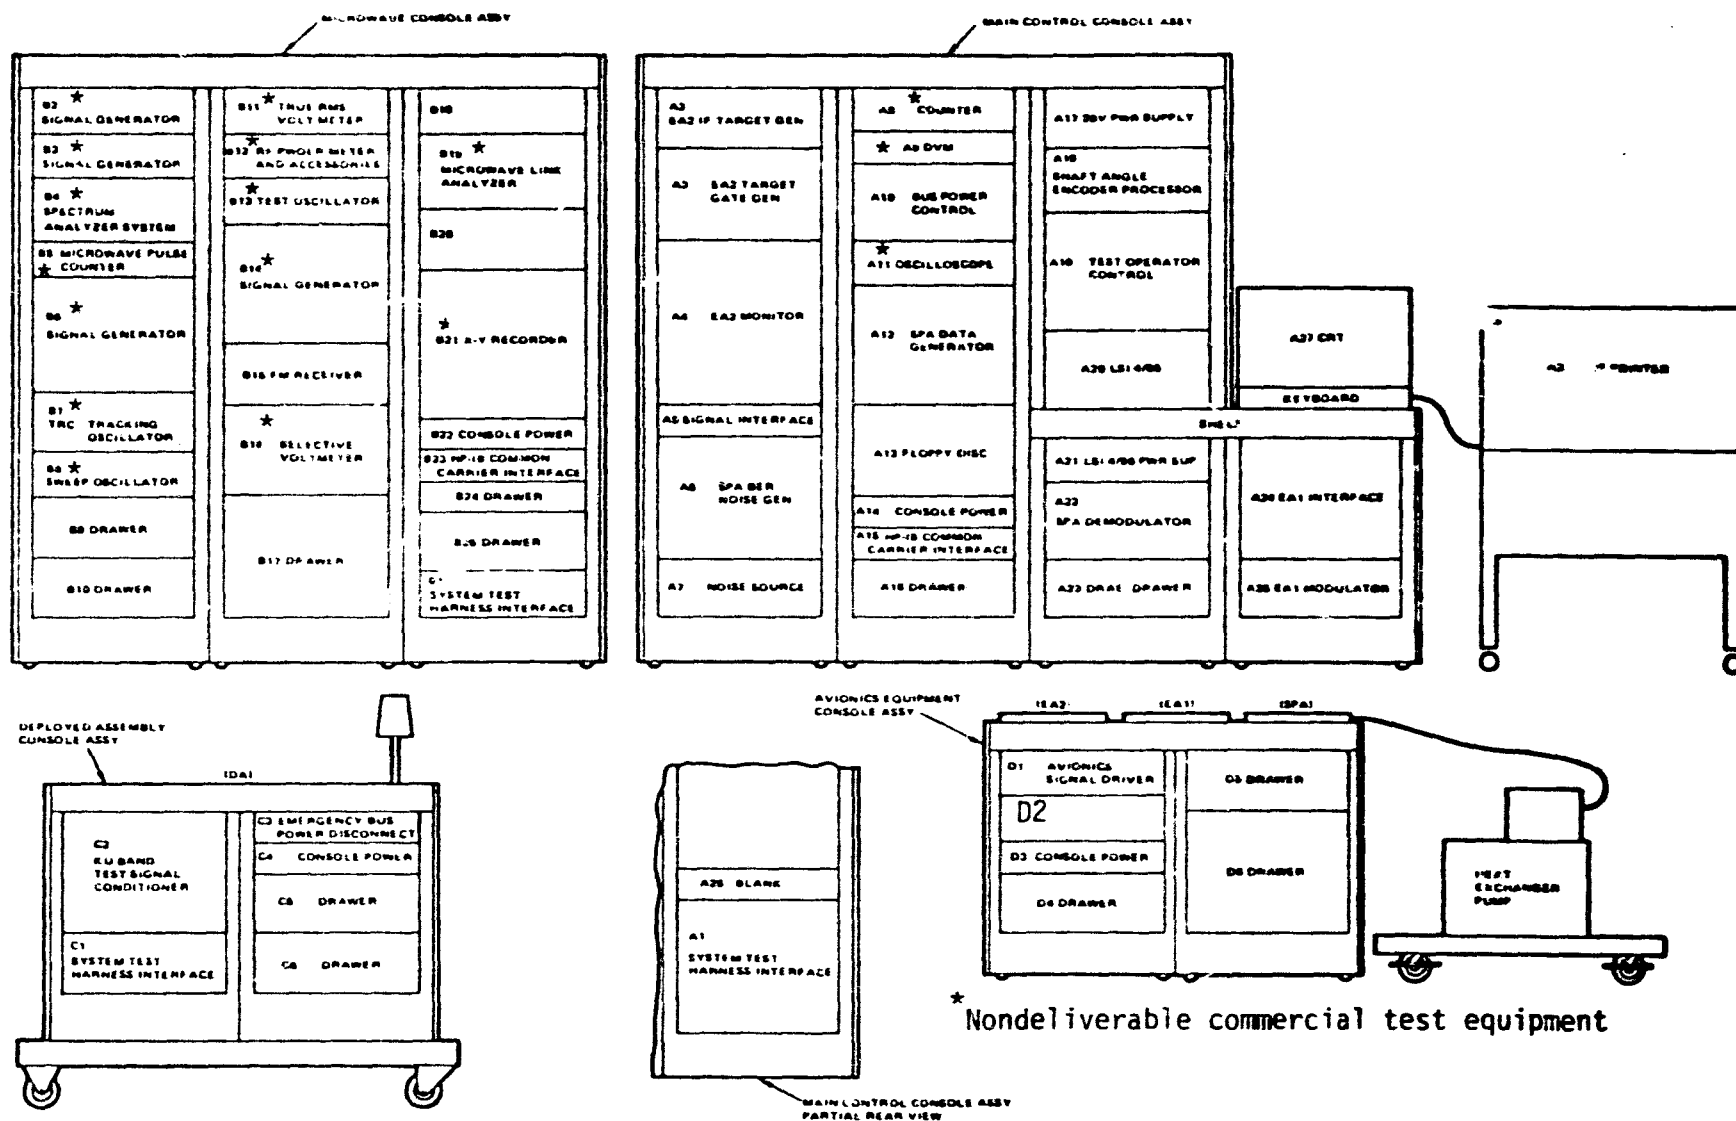 MICROWAVE CONSOLE ASSY
B2 *
SIGNAL GENERATOR
B3 *
SIGNAL GENERATOR
B4 *
SPECTRUM
ANALYZER SYSTEM
B5 MICROWAVE PULSE
* COUNTER
B6 *
SIGNAL GENERATOR
B7 *
TRC TRACKING
OSCILLATOR
*
SWEEP OSCILLATOR
B9 DRAWER
B10 DRAWER
B11 * TRUE RMS
VOLTMETER
B12 * RF POWER METER
AND ACCESSORIES
*
B13 TEST OSCILLATOR
B14 *
SIGNAL GENERATOR
B15 FM RECEIVER
*
B16 SELECTIVE
VOLTMETER
B17 DRAWER
B18
B19 *
MICROWAVE LINK
ANALYZER
B20
*
B21 X-Y RECORDER
B22 CONSOLE POWER
B23 HP-IB COMMON
CARRIER INTERFACE
B24 DRAWER
DRAWER
SYSTEM TEST
HARNESS INTERFACE
MAIN CONTROL CONSOLE ASSY
EA2 IF TARGET GEN
A3 EA2 TARGET
GATE GEN
A4 EA2 MONITOR
A5 SIGNAL INTERFACE
A6 SPA BER
NOISE GEN
A7 NOISE SOURCE
A8 * COUNTER
* A9 DVM
A10 BUS POWER
CONTROL
*
A11 OSCILLOSCOPE
A12 SPA DATA
GENERATOR
A13 FLOPPY DISC
A14 CONSOLE POWER
A15 HP-IB COMMON
CARRIER INTERFACE
A16 DRAWER
A17 28V PWR SUPPLY
A18
SHAFT ANGLE
ENCODER PROCESSOR
A19 TEST OPERATOR
CONTROL
A20 LSI
SHELF
A21 LSI PWR SUP
A22
SPA DEMODULATOR
A23 DRAWER
A27 CRT
KEYBOARD
A24 EA1 INTERFACE
A25 EA1 MODULATOR
PRINTER
DEPLOYED ASSEMBLY
CONSOLE ASSY
(DA)
C2
KU BAND
TEST SIGNAL
CONDITIONER
C1
SYSTEM TEST
HARNESS INTERFACE
C3 EMERGENCY BUS
POWER DISCONNECT
C4 CONSOLE POWER
C5 DRAWER
C6 DRAWER
BLANK
A1
SYSTEM TEST
HARNESS INTERFACE
MAIN CONTROL CONSOLE ASSY
PARTIAL REAR VIEW
AVIONICS EQUIPMENT
CONSOLE ASSY
(EA2) (EA1) (SPA)
D1 AVIONICS
SIGNAL DRIVER
D2
D3 CONSOLE POWER
D4 DRAWER
D5 DRAWER
D6 DRAWER
HEAT
EXCHANGER
PUMP
*Nondeliverable commercial test equipment